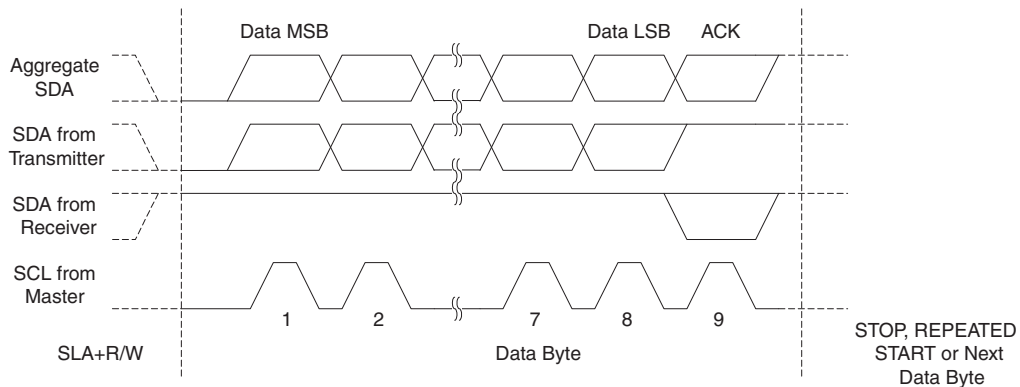 Data MSB
Data LSB
ACK
Aggregate
SDA
SDA from
Transmitter
SDA from
Receiver
SCL from
Master
1
2
7
8
9
SLA+R/W
Data Byte
STOP, REPEATED
START or Next
Data Byte